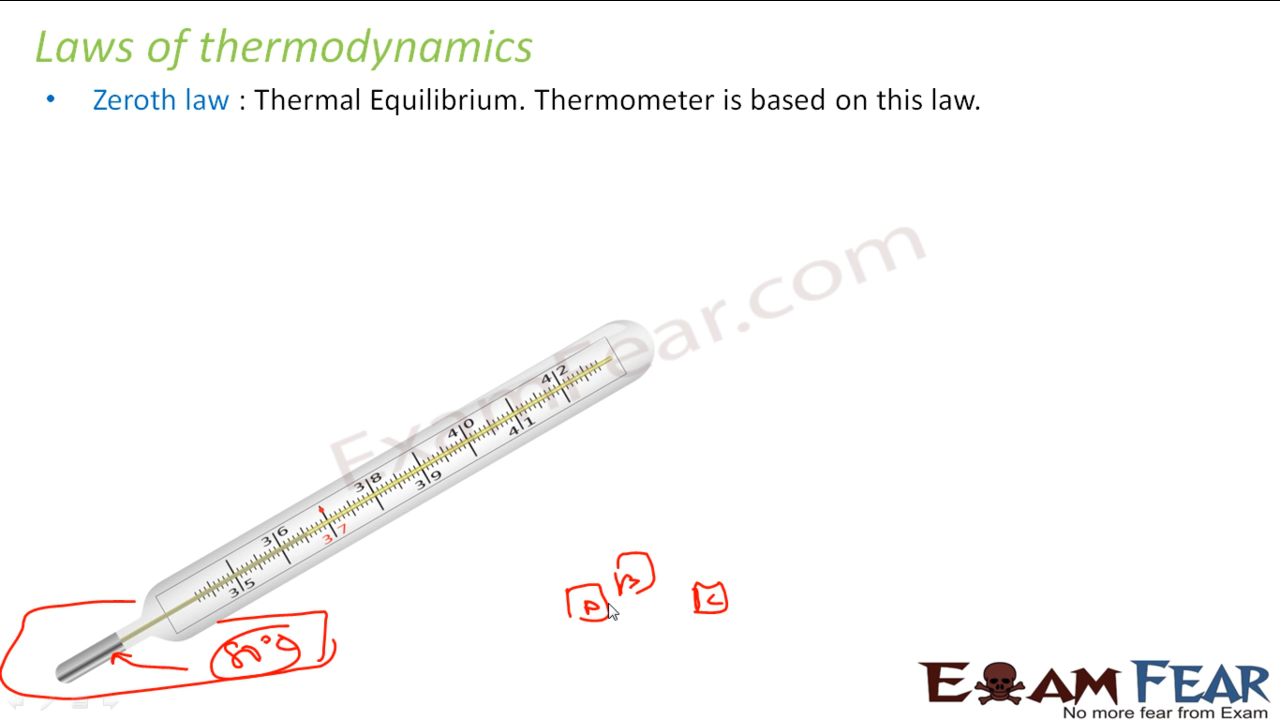 Laws of thermodynamics
• Zeroth law : Thermal Equilibrium. Thermometer is based on this law.
ExamFear.com
42
41
40
39
38
37
36
35
B
A
C
EXAM FEAR
No more fear from Exam